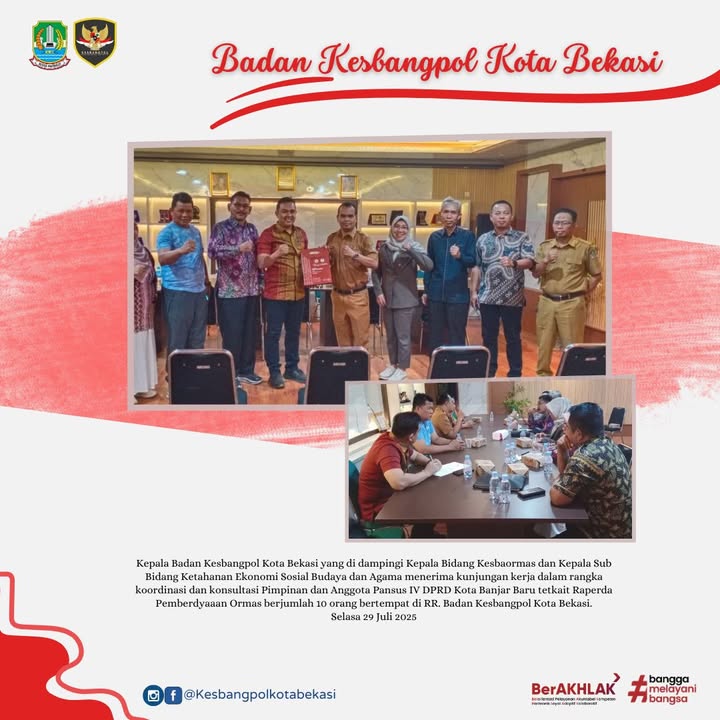 Badan Kesbangpol Kota Bekasi
Kepala Badan Kesbangpol Kota Bekasi yang di dampingi Kepala Bidang Kesbaormas dan Kepala Sub
Bidang Ketahanan Ekonomi Sosial Budaya dan Agama menerima kunjungan kerja dalam rangka
koordinasi dan konsultasi Pimpinan dan Anggota Pansus IV DPRD Kota Banjar Baru tetkait Raperda
Pemberdyaaan Ormas berjumlah 10 orang bertempat di RR. Badan Kesbangpol Kota Bekasi.
Selasa 29 Juli 2025
@Kesbangpolkotabekasi
BerAKHLAK
#bangga
melayani
bangsa